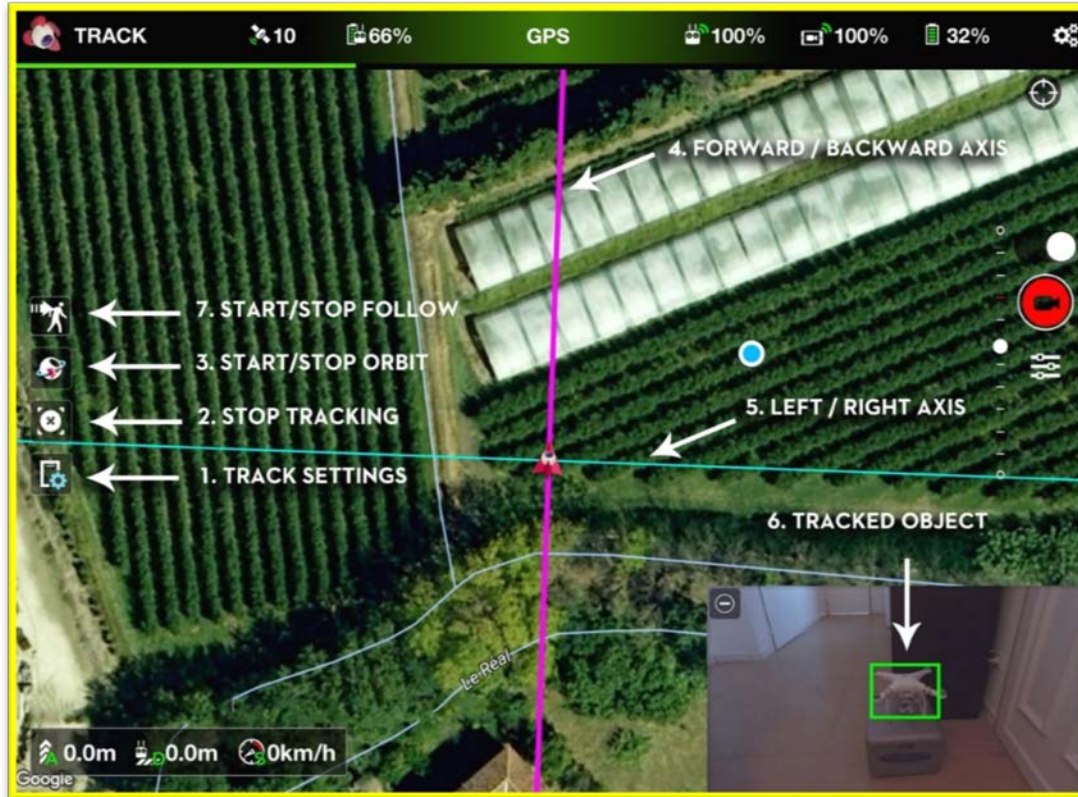 TRACK 10 66% GPS 100% 100% 32%
4. FORWARD / BACKWARD AXIS
7. START/STOP FOLLOW
3. START/STOP ORBIT
2. STOP TRACKING
5. LEFT / RIGHT AXIS
1. TRACK SETTINGS
6. TRACKED OBJECT
Le Réal
A 0.0m D 0.0m S 0km/h
Google